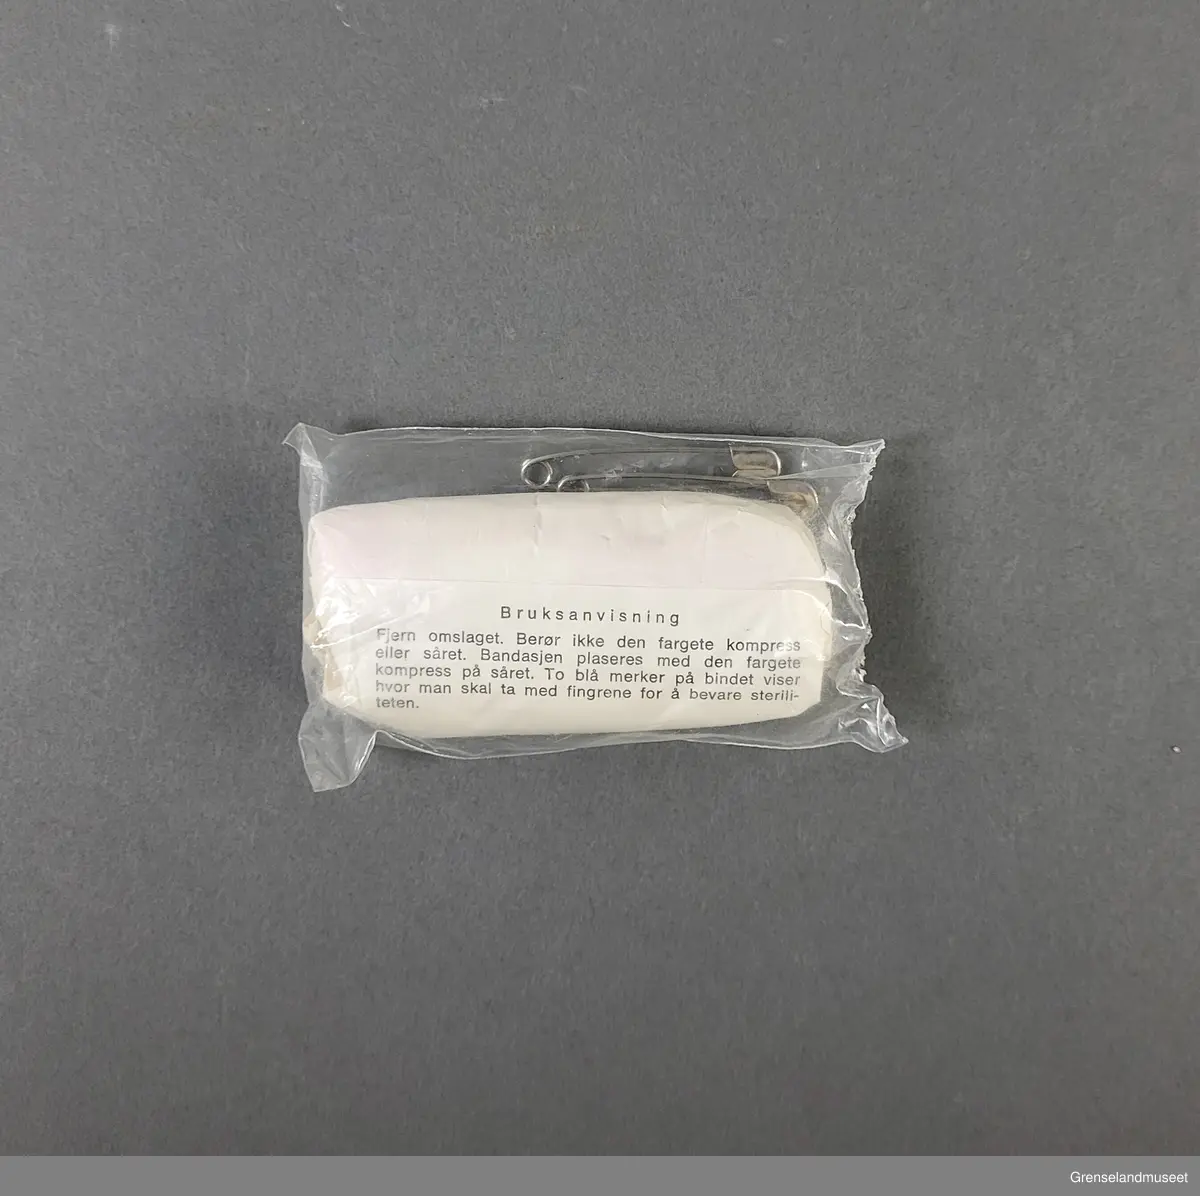 Bruksanvisning
Fjern omslaget. Berør ikke den fargete kompress
eller såret. Bandasjen plaseres med den fargete
kompress på såret. To blå merker på bindet viser
hvor man skal ta med fingrene for å bevare sterili-
teten.
Grenselandmuseet